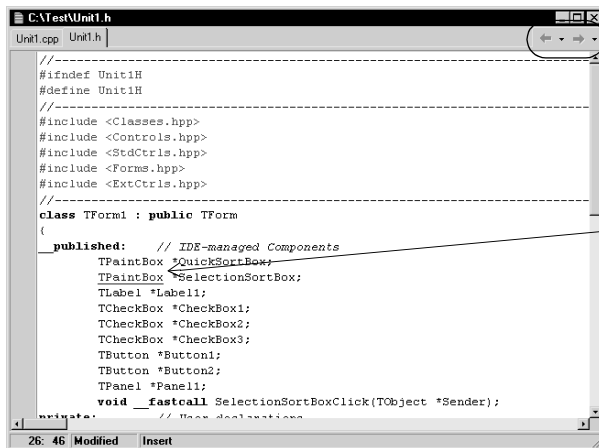 C:\Test\Unit1.h
Unit1.cpp Unit1.h
//---------------------------------------------------------------------------
#ifndef Unit1H
#define Unit1H
//---------------------------------------------------------------------------
#include <Classes.hpp>
#include <Controls.hpp>
#include <StdCtrls.hpp>
#include <Forms.hpp>
#include <ExtCtrls.hpp>
//---------------------------------------------------------------------------
class TForm1 : public TForm
{
__published: // IDE-managed Components
TPaintBox *QuickSortBox;
TPaintBox *SelectionSortBox;
TLabel *Label1;
TCheckBox *CheckBox1;
TCheckBox *CheckBox2;
TCheckBox *CheckBox3;
TButton *Button1;
TButton *Button2;
TPanel *Panel1;
void __fastcall SelectionSortBoxClick(TObject *Sender);
private: // User declarations
26: 46 Modified Insert